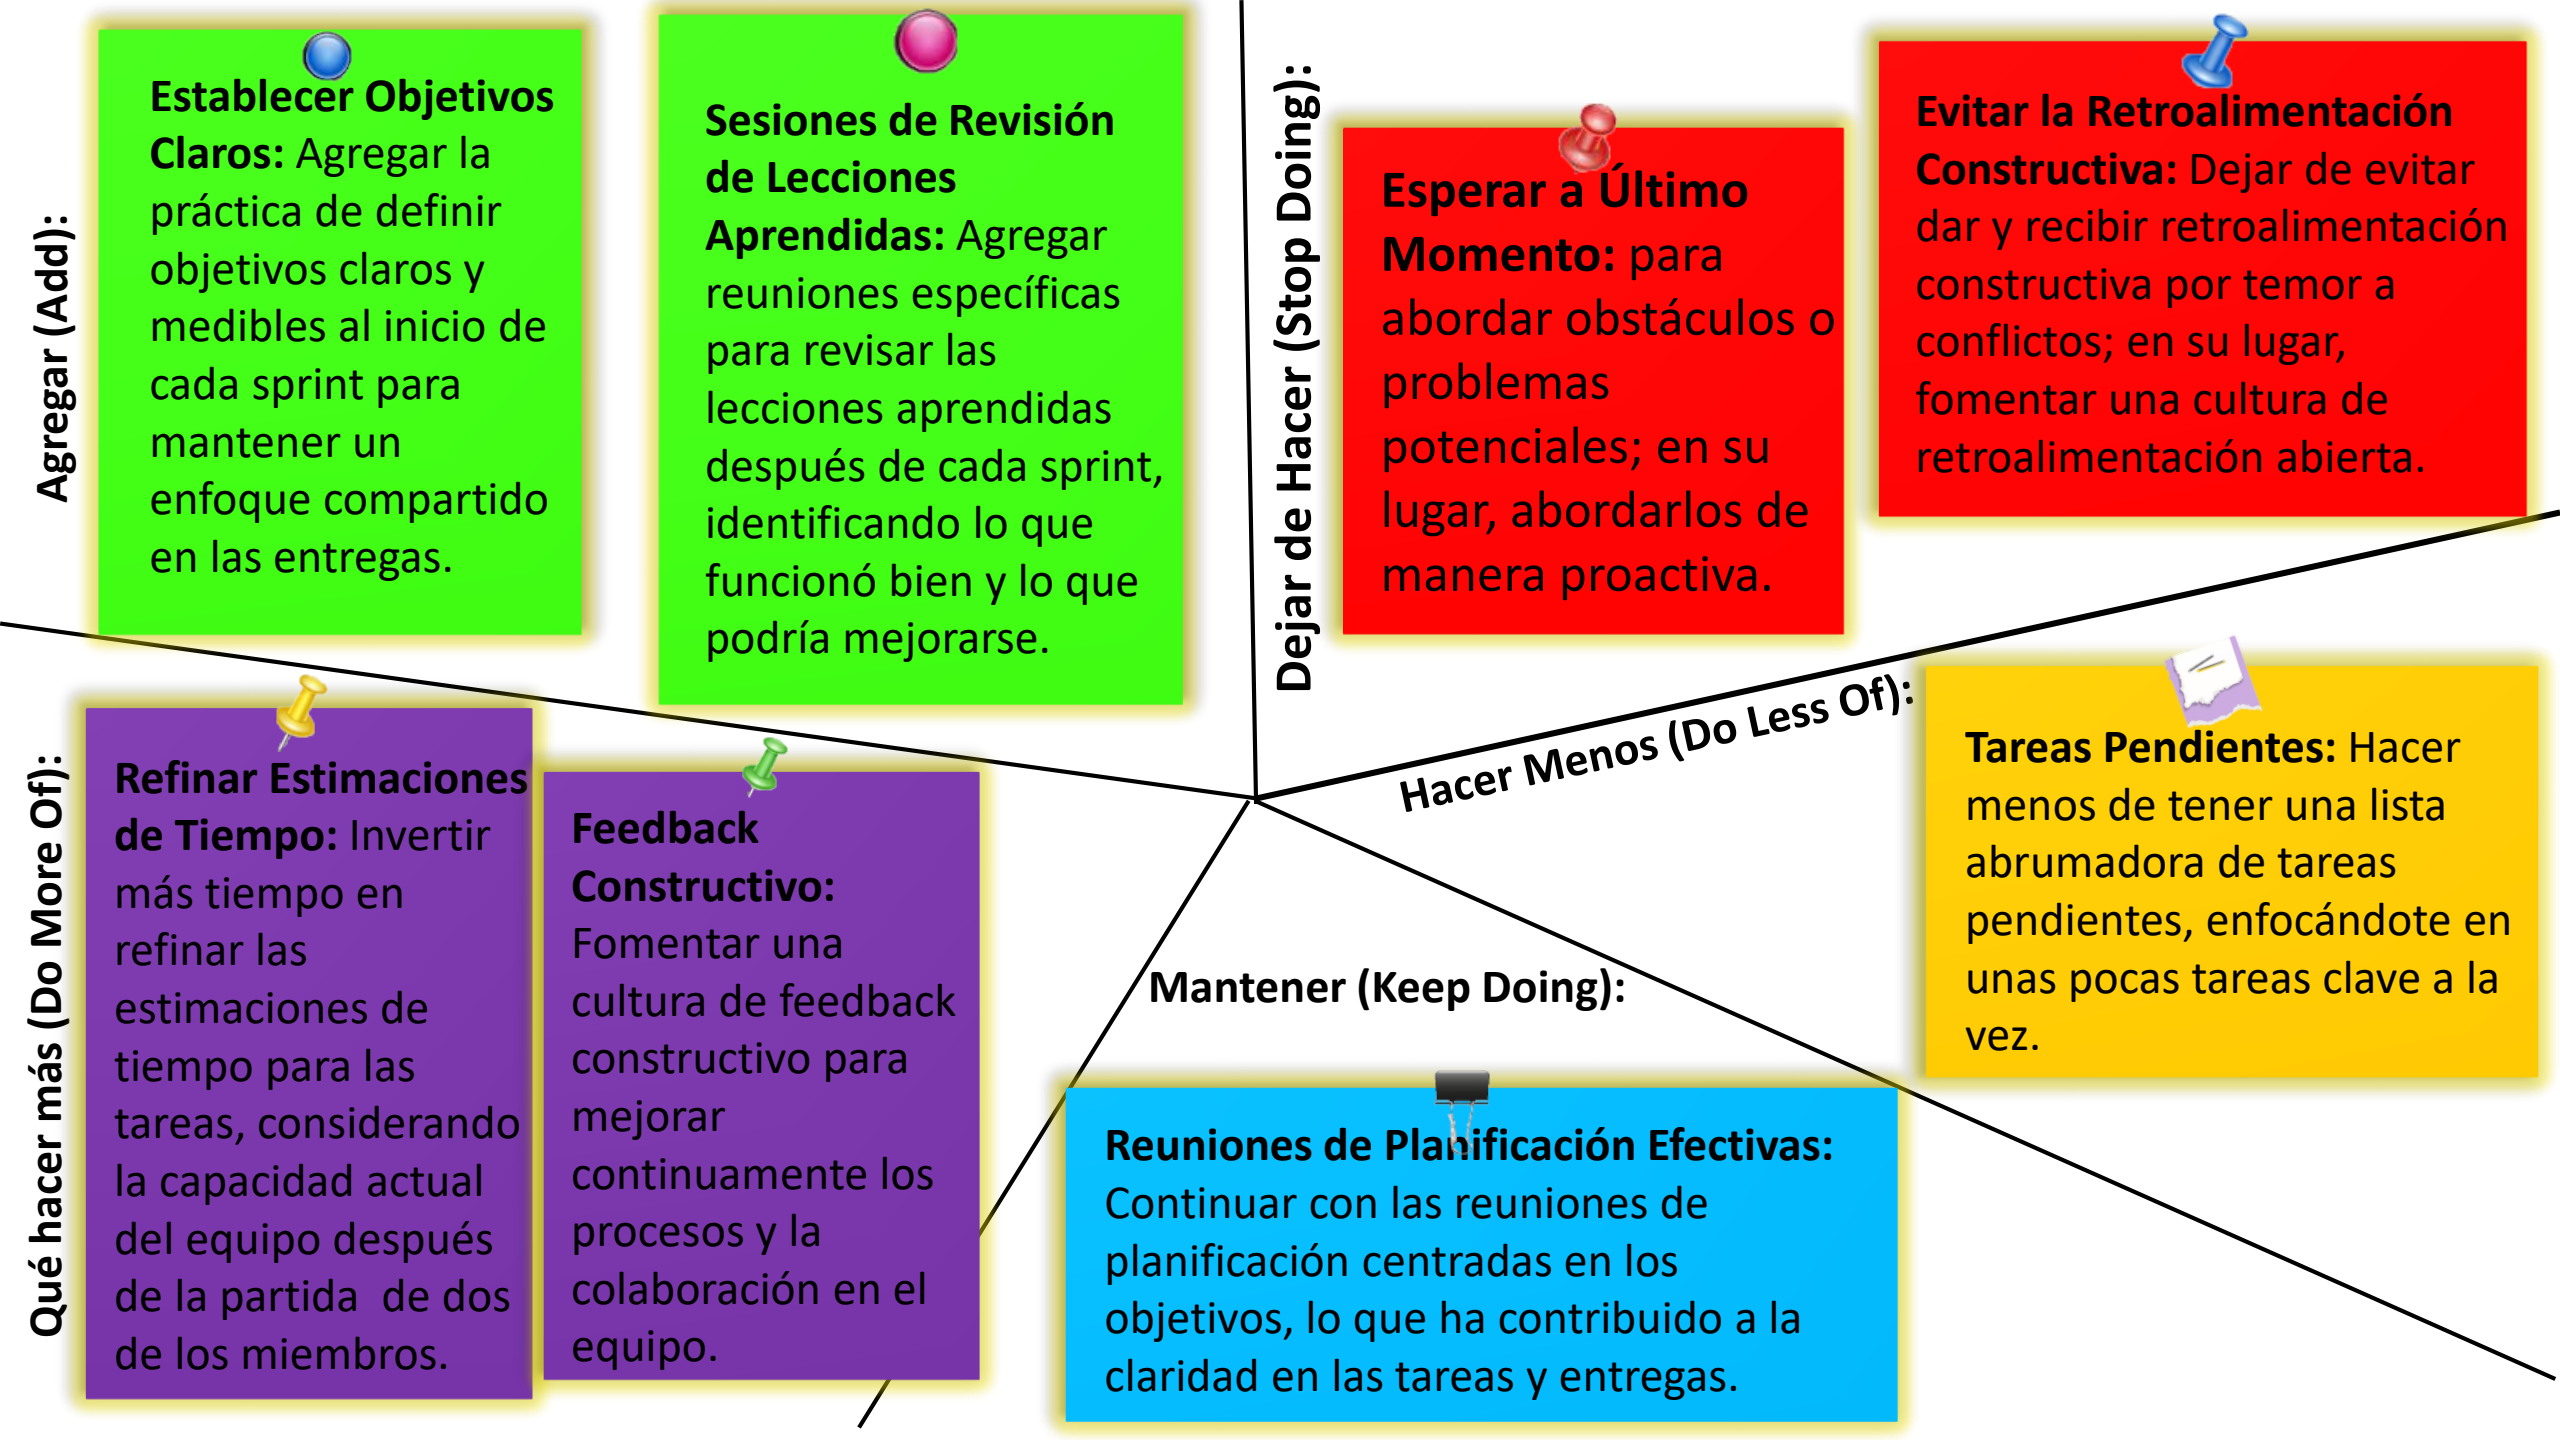 Agregar (Add):
Establecer Objetivos
Claros: Agregar la
práctica de definir
objetivos claros y
medibles al inicio de
cada sprint para
mantener un
enfoque compartido
en las entregas.
Sesiones de Revisión
de Lecciones
Aprendidas: Agregar
reuniones específicas
para revisar las
lecciones aprendidas
después de cada sprint,
identificando lo que
funcionó bien y lo que
podría mejorarse.
Dejar de Hacer (Stop Doing):
Esperar a Último
Momento: para
abordar obstáculos o
problemas
potenciales; en su
lugar, abordarlos de
manera proactiva.
Evitar la Retroalimentación
Constructiva: Dejar de evitar
dar y recibir retroalimentación
constructiva por temor a
conflictos; en su lugar,
fomentar una cultura de
retroalimentación abierta.
Qué hacer más (Do More Of):
Refinar Estimaciones
de Tiempo: Invertir
más tiempo en
refinar las
estimaciones de
tiempo para las
tareas, considerando
la capacidad actual
del equipo después
de la partida  de dos
de los miembros.
Feedback
Constructivo:
Fomentar una
cultura de feedback
constructivo para
mejorar
continuamente los
procesos y la
colaboración en el
equipo.
Mantener (Keep Doing):
Reuniones de Planificación Efectivas:
Continuar con las reuniones de
planificación centradas en los
objetivos, lo que ha contribuido a la
claridad en las tareas y entregas.
Hacer Menos (Do Less Of):
Tareas Pendientes: Hacer
menos de tener una lista
abrumadora de tareas
pendientes, enfocándote en
unas pocas tareas clave a la
vez.